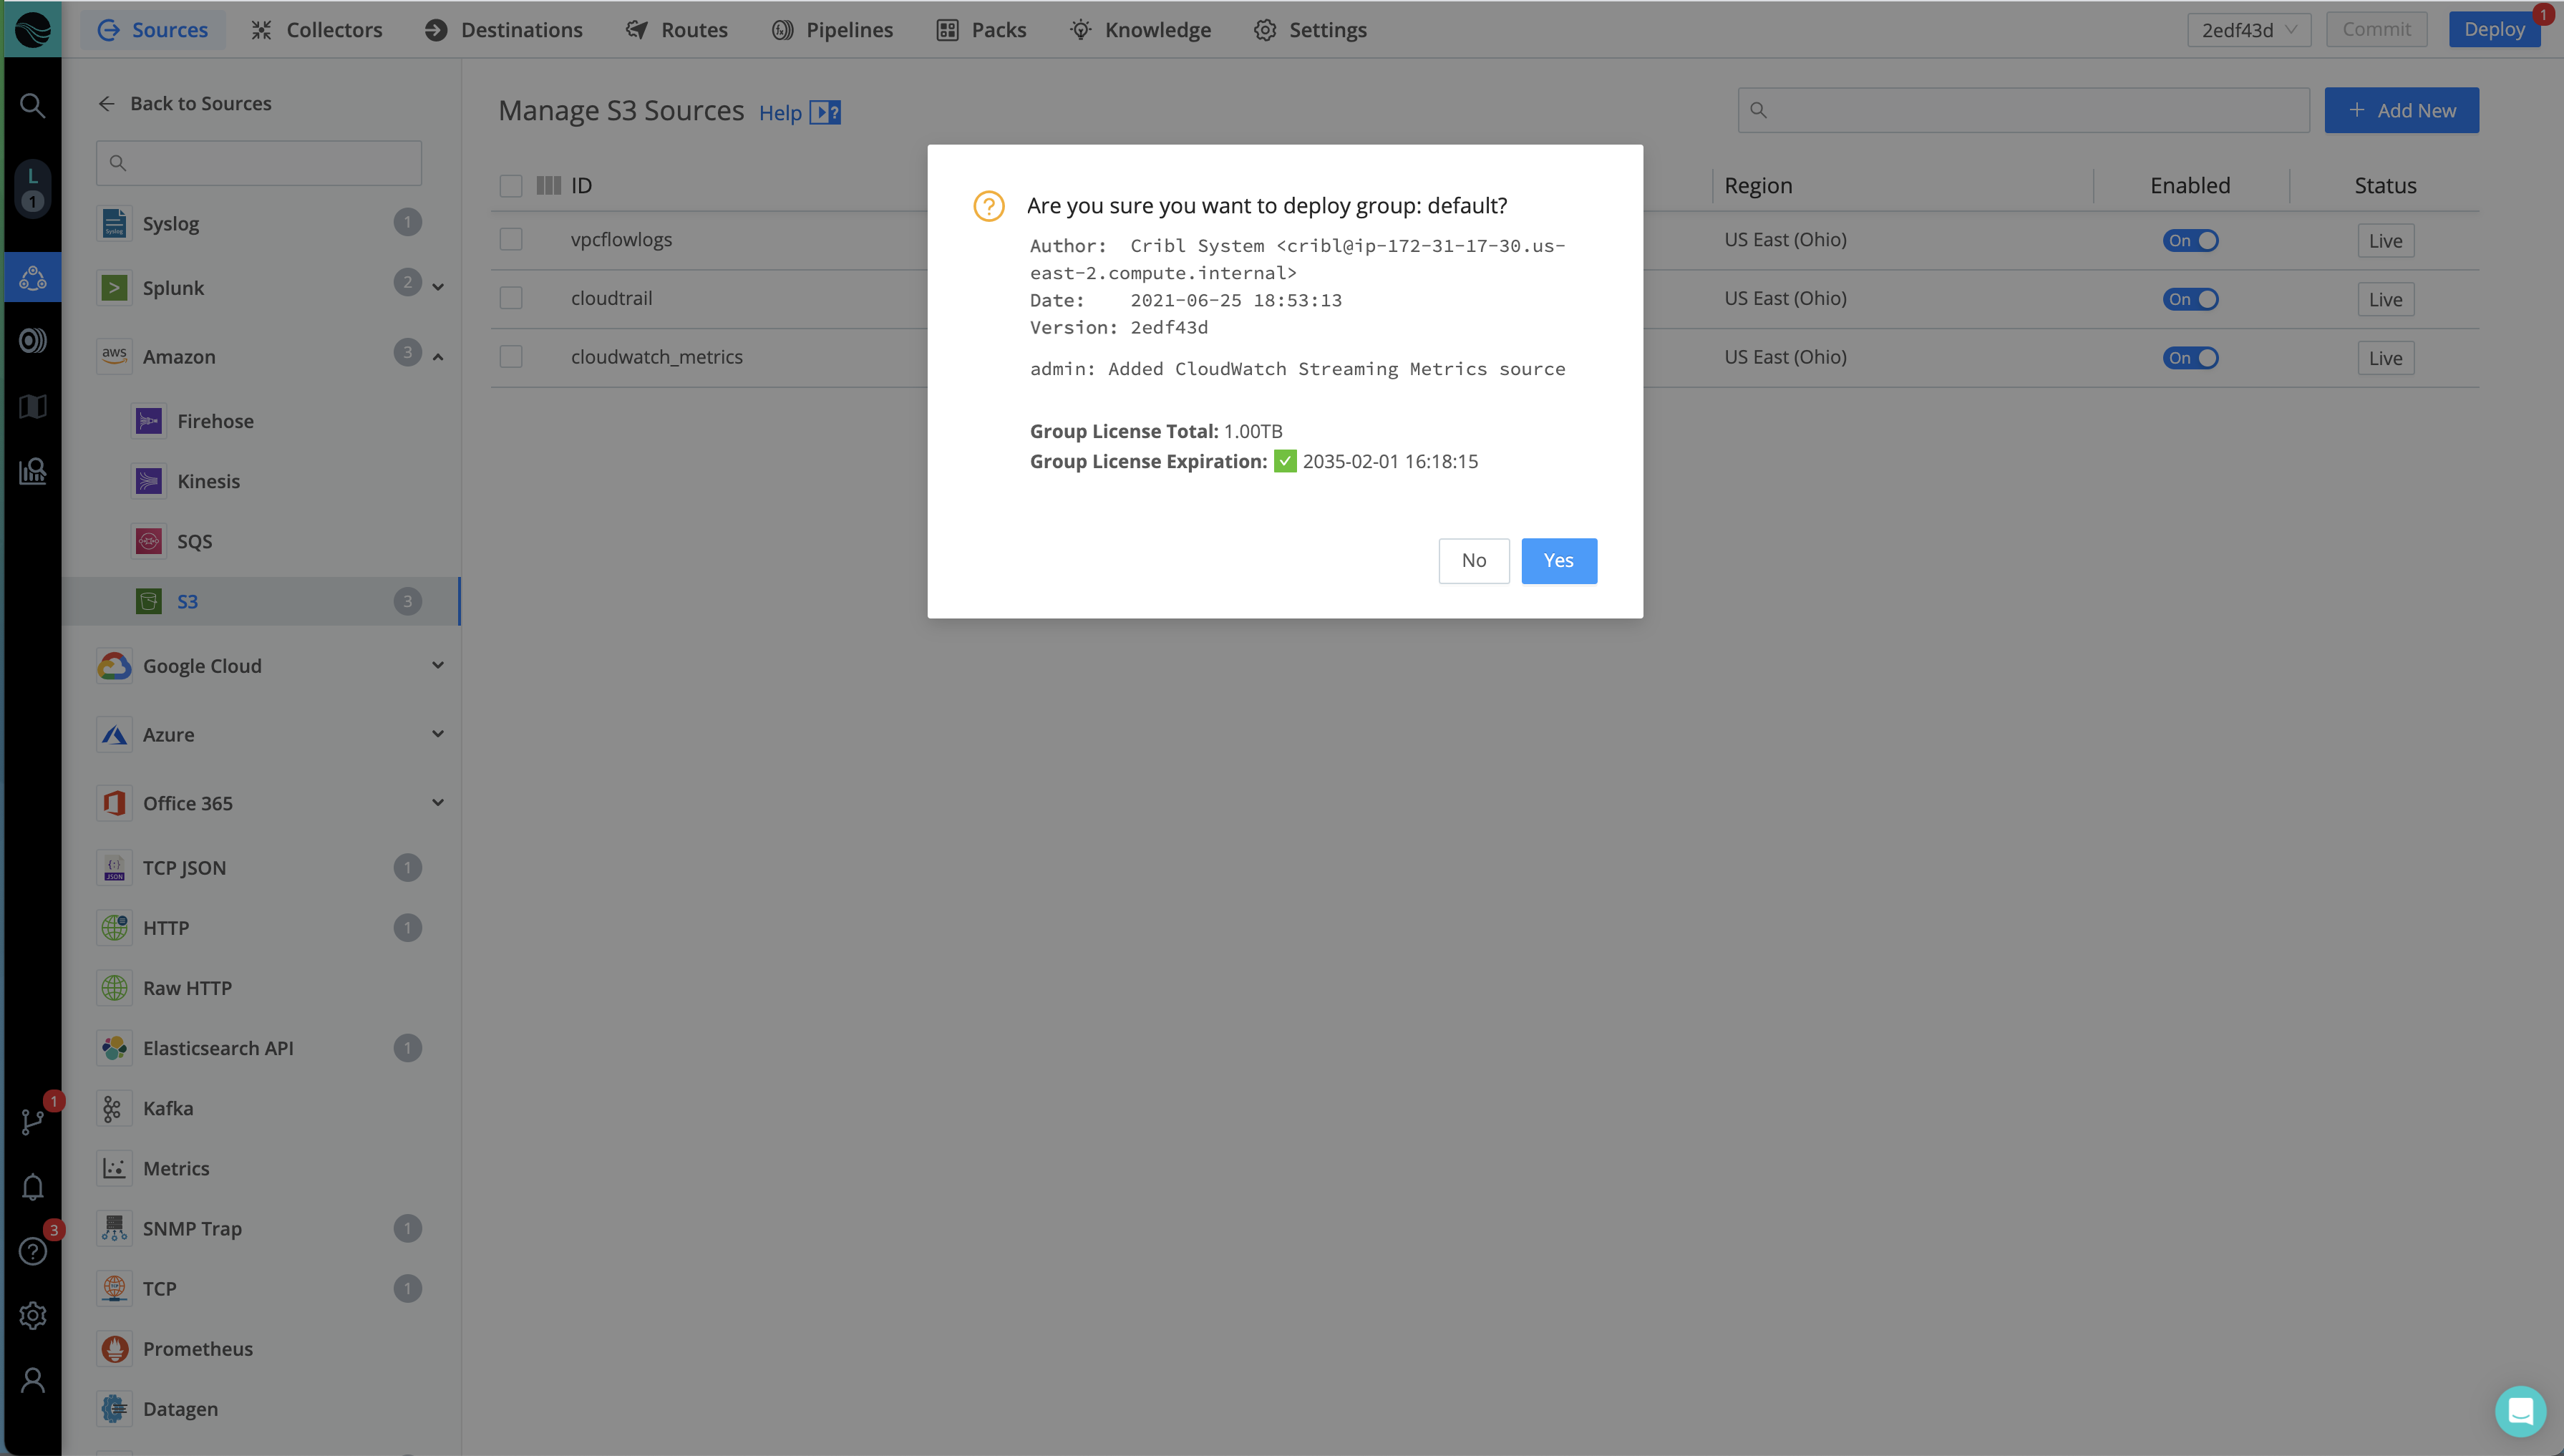 Sources
Collectors
Destinations
Routes
Pipelines
Packs
Knowledge
Settings
2edf43d
Commit
Deploy
1
Back to Sources
Manage S3 Sources
Help
?
Add New
L
1
ID
Region
Enabled
Status
vpcflowlogs
US East (Ohio)
On
Live
cloudtrail
US East (Ohio)
On
Live
cloudwatch_metrics
US East (Ohio)
On
Live
Are you sure you want to deploy group: default?
Author:  Cribl System <cribl@ip-172-31-17-30.us-
east-2.compute.internal>
Date:    2021-06-25 18:53:13
Version: 2edf43d
admin: Added CloudWatch Streaming Metrics source
Group License Total: 1.00TB
Group License Expiration: ✅ 2035-02-01 16:18:15
No
Yes
Syslog
1
Splunk
2
aws
Amazon
3
Firehose
Kinesis
SQS
S3
3
Google Cloud
Azure
Office 365
JSON
TCP JSON
1
HTTP
1
Raw HTTP
Elasticsearch API
1
Kafka
Metrics
SNMP Trap
1
TCP
1
Prometheus
Datagen
1
3